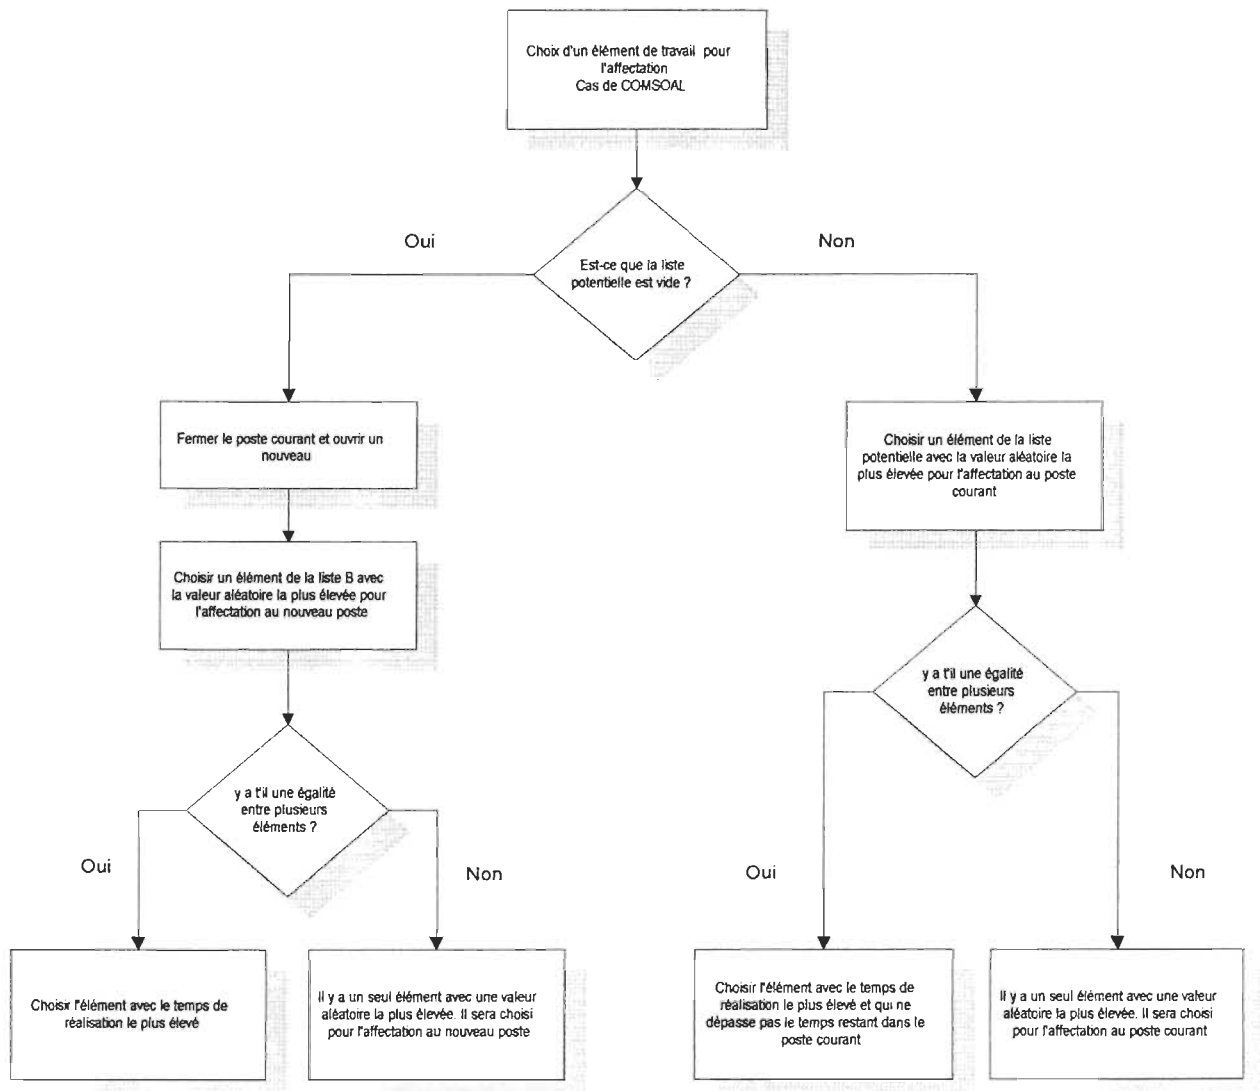 Choix d'un élément de travail pour
l'affectation
Cas de COMSOAL
Oui
Non
Est-ce que la liste
potentielle est vide ?
Fermer le poste courant et ouvrir un
nouveau
Choisir un élément de la liste
potentielle avec la valeur aléatoire la
plus élevée pour l'affectation au poste
courant
Choisir un élément de la liste B avec
la valeur aléatoire la plus élevée pour
l'affectation au nouveau poste
y a t'il une égalité
entre plusieurs
éléments ?
y a t'il une égalité
entre plusieurs
éléments ?
Oui
Non
Oui
Non
Choisir l'élément avec le temps de
réalisation le plus élevé
Il y a un seul élément avec une valeur
aléatoire la plus élevée. Il sera choisi
pour l'affectation au nouveau poste
Choisir l'élément avec le temps de
réalisation le plus élevé et qui ne
dépasse pas le temps restant dans le
poste courant
Il y a un seul élément avec une valeur
aléatoire la plus élevée. Il sera choisi
pour l'affectation au poste courant